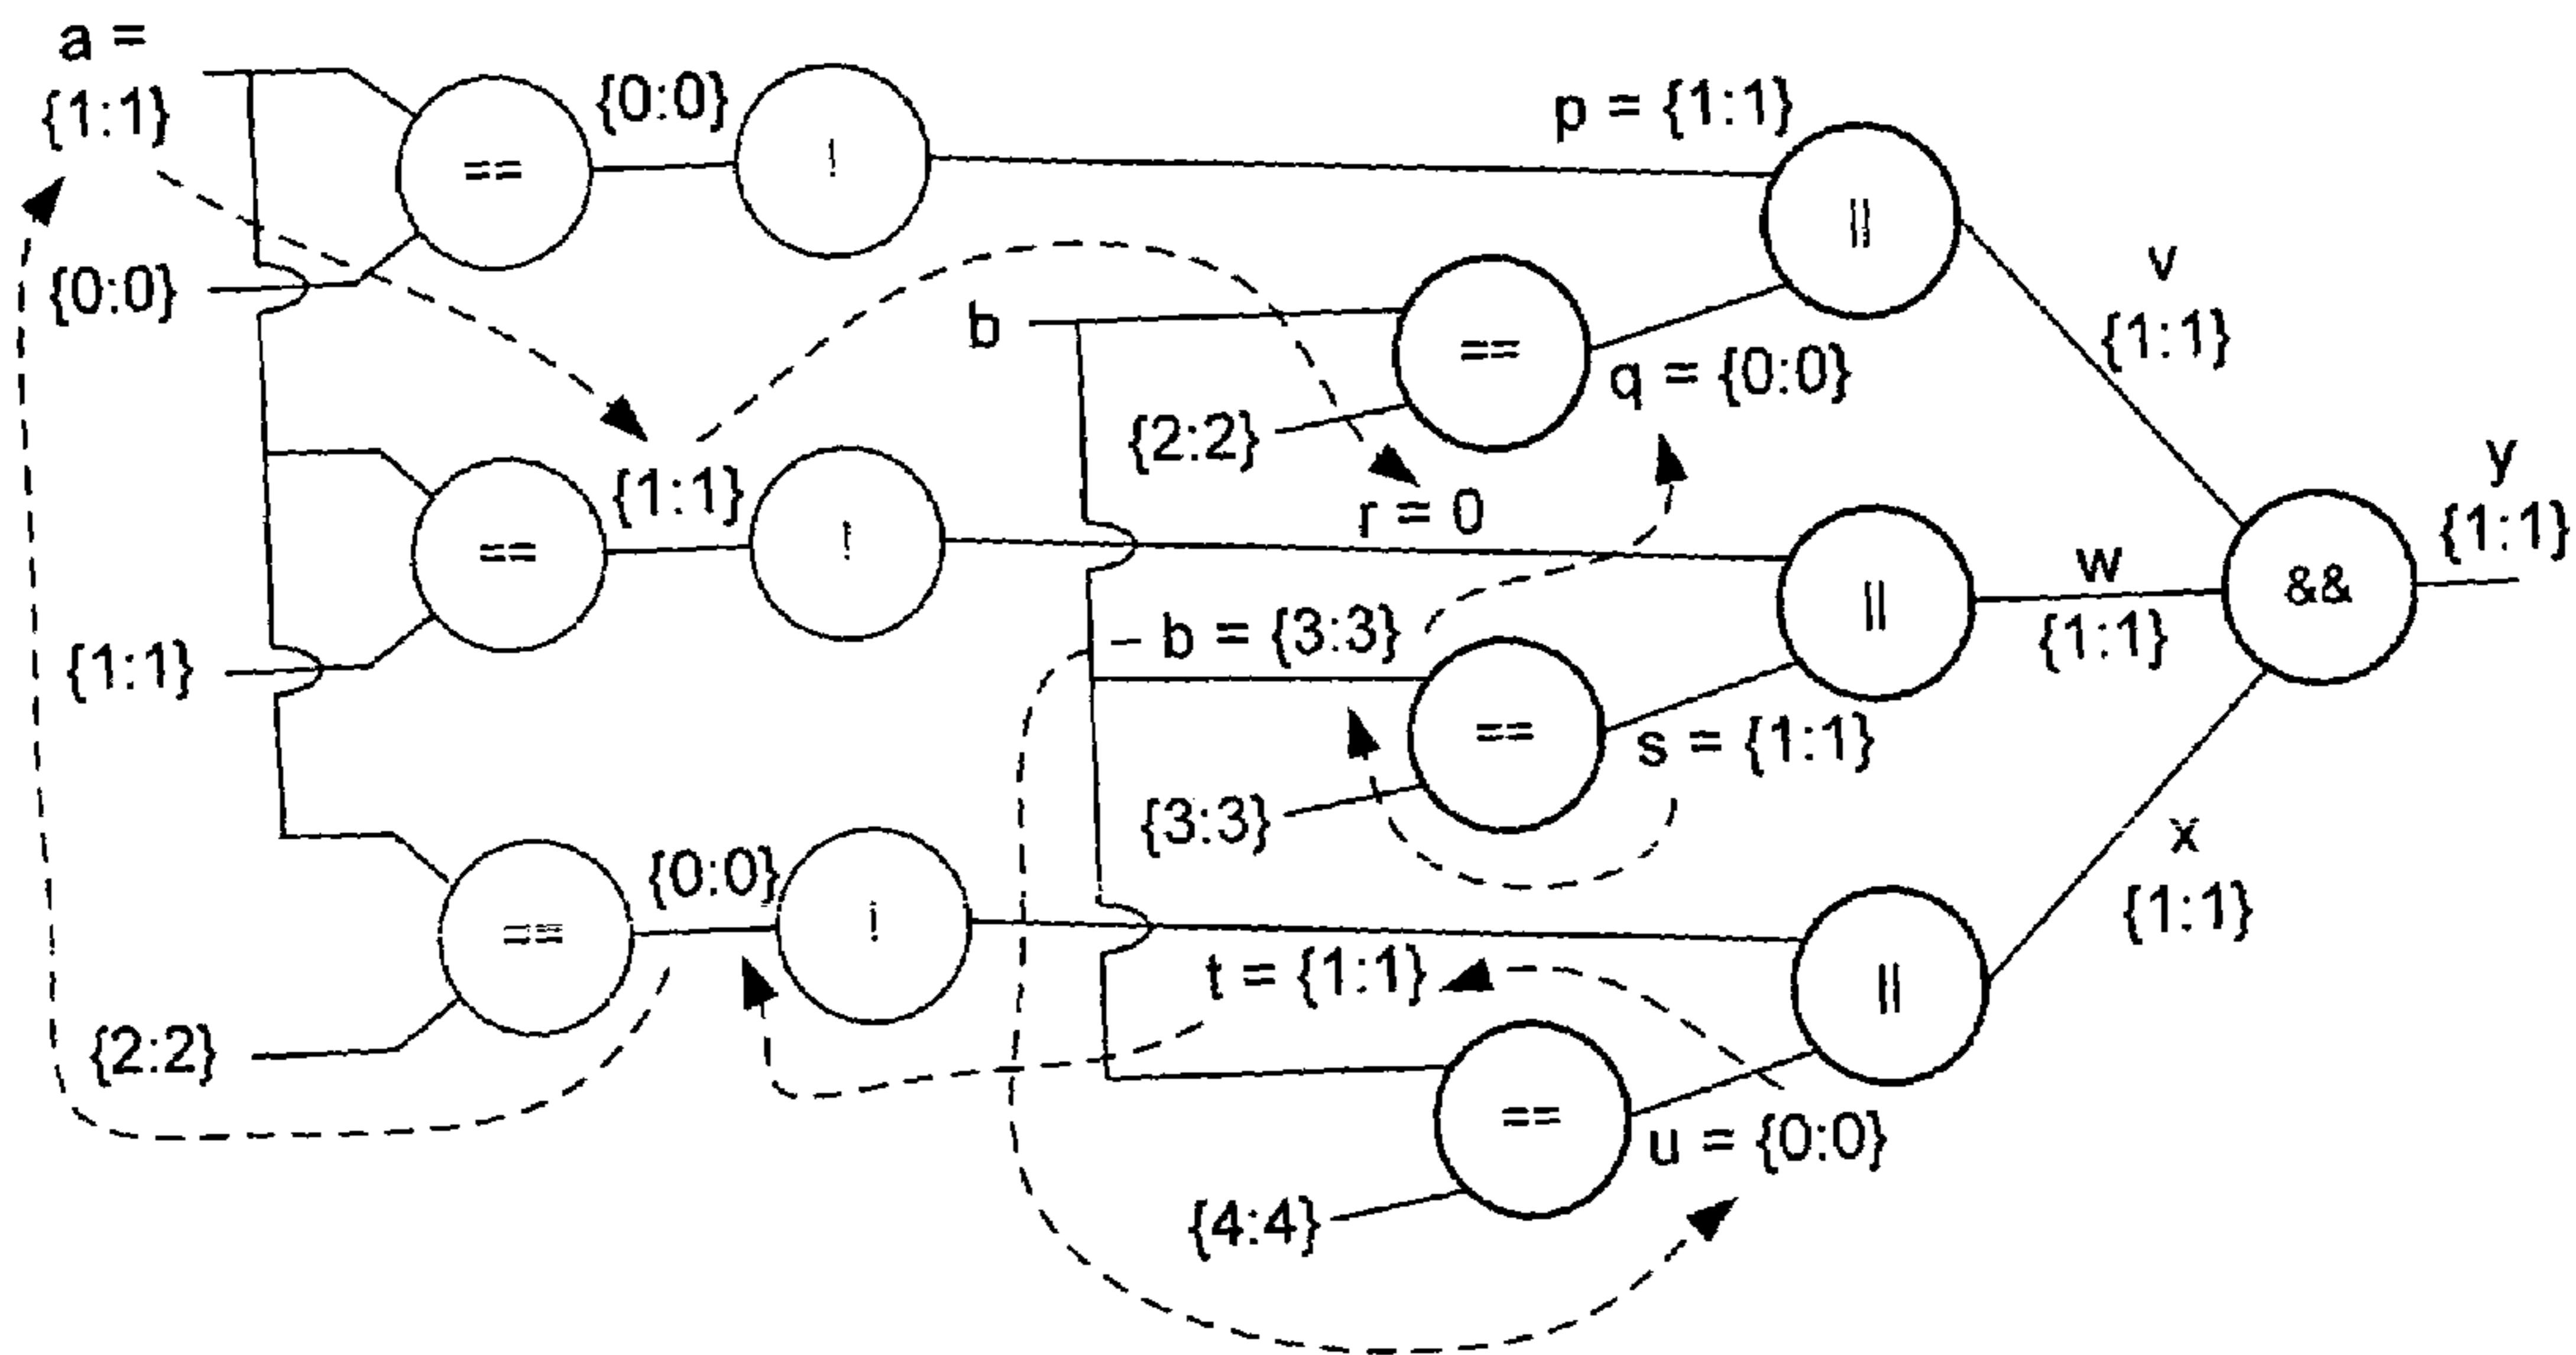 a =
{1:1}
==
{0:0}
!
p = {1:1}
||
{0:0}
b
==
q = {0:0}
{2:2}
v
{1:1}
==
{1:1}
!
r = 0
||
w
{1:1}
&&
y
{1:1}
{1:1}
b = {3:3}
==
s = {1:1}
{3:3}
==
{0:0}
!
t = {1:1}
||
x
{1:1}
{2:2}
==
u = {0:0}
{4:4}